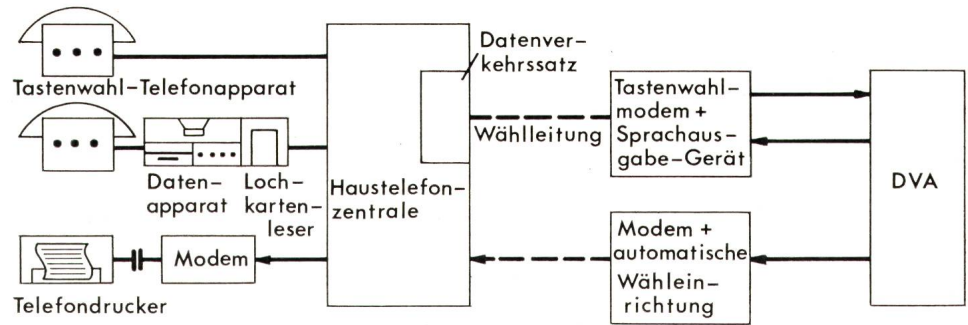 Tastenwahl-Telefonapparat
Daten-
apparat
Loch-
karten-
leser
Modem
Telefondrucker
Haustelefon-
zentrale
Datenver-
kehrssatz
Wählleitung
Tastenwahl-
modem +
Sprachaus-
gabe-Gerät
Modem +
automatische
Wählein-
richtung
DVA